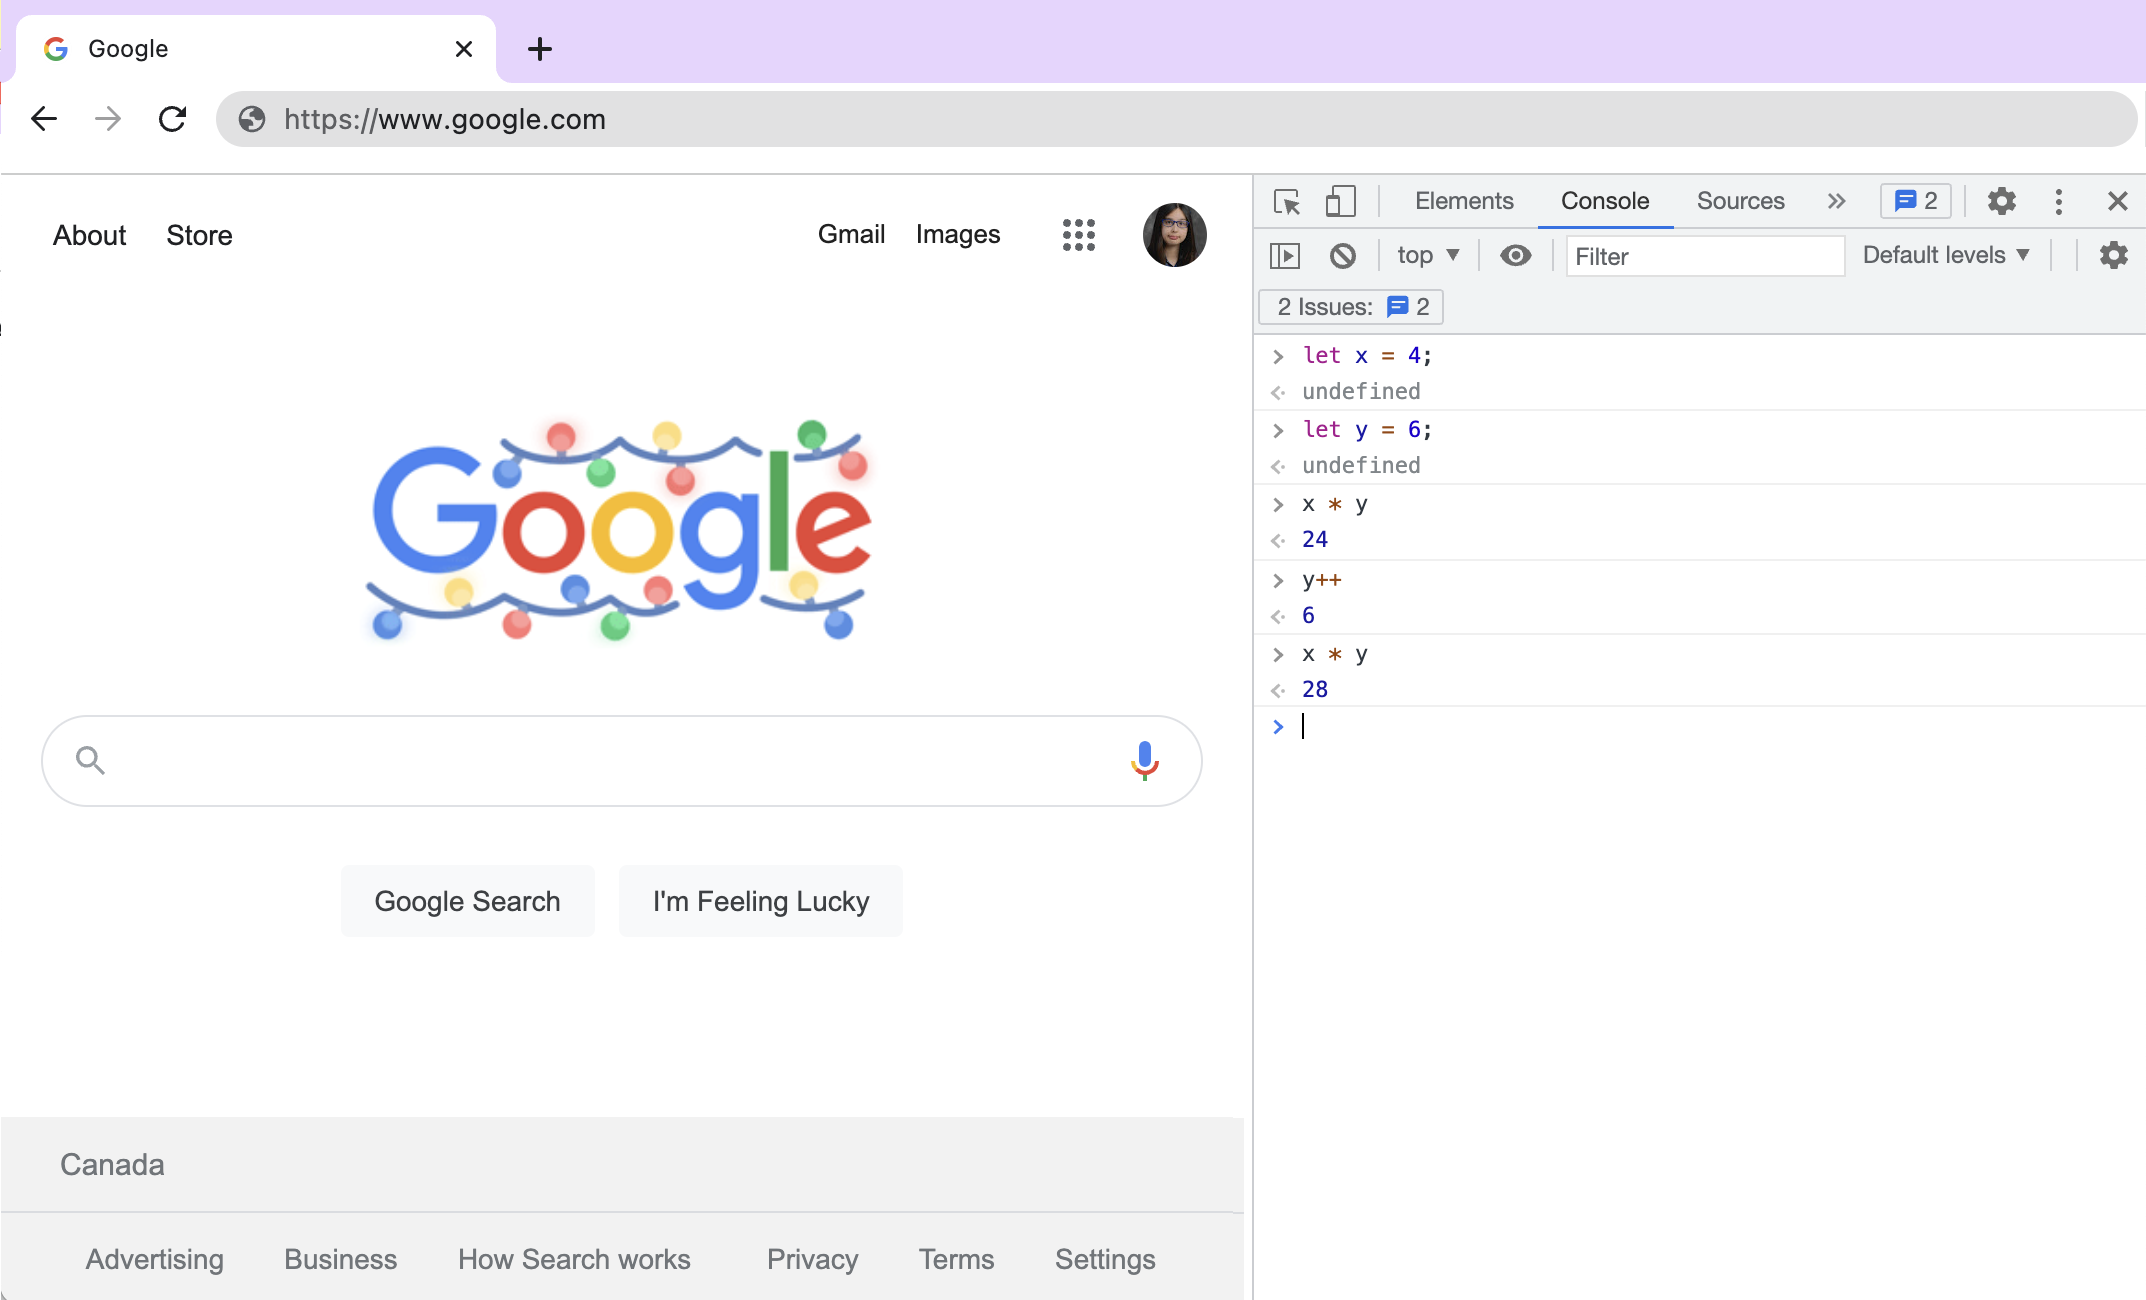 Google
https://www.google.com
About Store Gmail Images
Google
Google Search I'm Feeling Lucky
Canada
Advertising Business How Search works Privacy Terms Settings
Elements Console Sources » 2
top ▼ Filter Default levels ▼
2 Issues: 2
> let x = 4;
<· undefined
> let y = 6;
<· undefined
> x * y
<· 24
> y++
<· 6
> x * y
<· 28
>